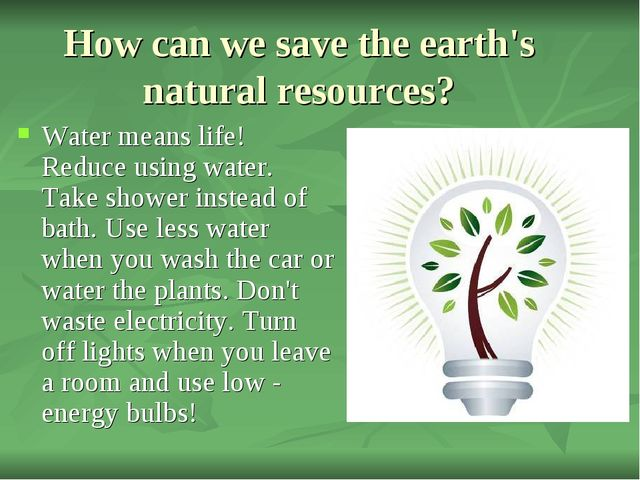 How can we save the earth's
natural resources?
Water means life!
Reduce using water.
Take shower instead of
bath. Use less water
when you wash the car or
water the plants. Don't
waste electricity. Turn
off lights when you leave
a room and use low -
energy bulbs!